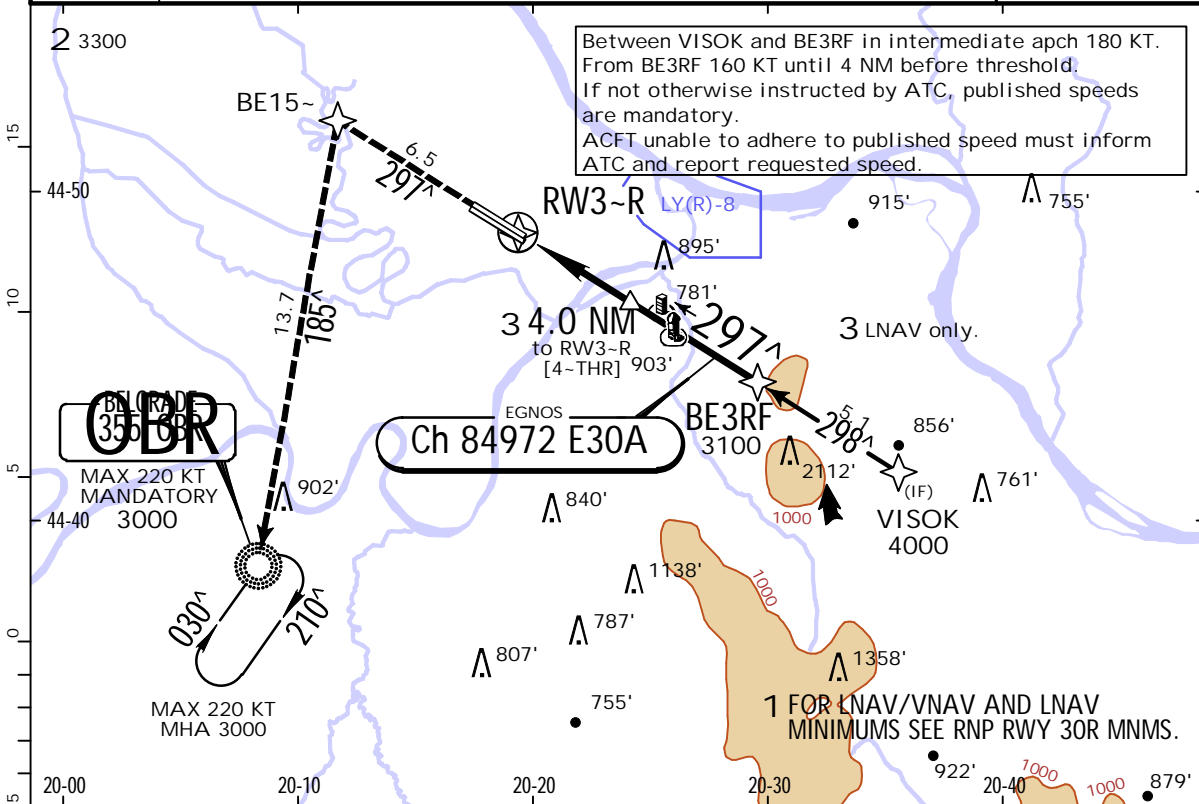 2 3300
Between VISOK and BE3RF in intermediate apch 180 KT.
From BE3RF 160 KT until 4 NM before threshold.
If not otherwise instructed by ATC, published speeds
are mandatory.
ACFT unable to adhere to published speed must inform
ATC and report requested speed.
BE15~
15
6.5
297^
44-50
RW3~R
LY(R)-8
915'
755'
895'
781'
10
13.7
185^
3 4.0 NM
to RW3~R
[4~THR]
903'
297^
3 LNAV only.
BELGRADE
355 OBR
OBR
EGNOS
Ch 84972 E30A
BE3RF
3100
5.1
298^
856'
MAX 220 KT
MANDATORY
3000
5
902'
840'
2112'
(IF)
761'
1000
VISOK
4000
44-40
1138'
1000
030^
210^
787'
0
807'
1358'
MAX 220 KT
MHA 3000
755'
1 FOR LNAV/VNAV AND LNAV
MINIMUMS SEE RNP RWY 30R MNMS.
922'
1000
1000
879'
5
20-00
20-10
20-20
20-30
20-40